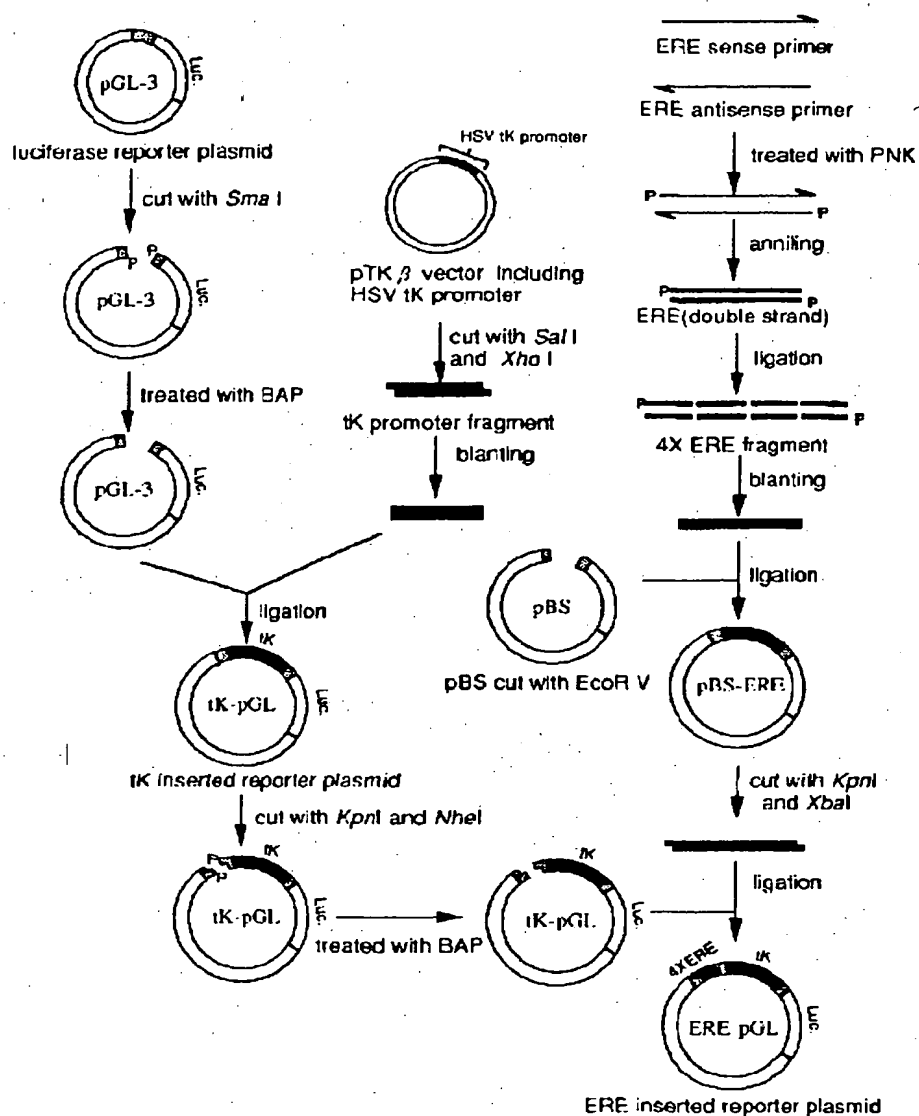 pGL-3
Luc.
luciferase reporter plasmid
cut with Sma I
P
P
pGL-3
Luc.
treated with BAP
pGL-3
Luc.
HSV tK promoter
pTK β vector including
HSV tK promoter
cut with Sal I
and Xho I
tK promoter fragment
blanting
ligation
tK
tK-pGL
Luc.
tK inserted reporter plasmid
cut with KpnI and NheI
P
P
tK
tK-pGL
Luc.
treated with BAP
tK
tK-pGL
Luc.
ERE sense primer
ERE antisense primer
treated with PNK
P
P
anniling
P
P
ERE(double strand)
ligation
P
P
4X ERE fragment
blanting
ligation
pBS
pBS cut with EcoR V
pBS-ERE
cut with KpnI
and XbaI
ligation
4XERE
tK
ERE pGL
Luc.
ERE inserted reporter plasmid